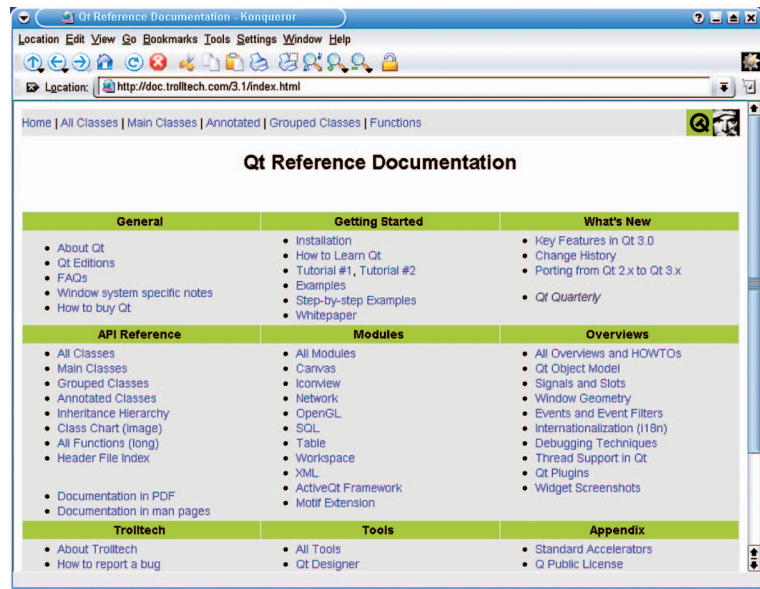 Qt Reference Documentation - Konqueror
Location Edit View Go Bookmarks Tools Settings Window Help
Location: http://doc.trolltech.com/3.1/index.html
Home | All Classes | Main Classes | Annotated | Grouped Classes | Functions
Qt Reference Documentation
General
About Qt
Qt Editions
FAQs
Window system specific notes
How to buy Qt
Getting Started
Installation
How to Learn Qt
Tutorial #1, Tutorial #2
Examples
Step-by-step Examples
Whitepaper
What's New
Key Features in Qt 3.0
Change History
Porting from Qt 2.x to Qt 3.x
Qt Quarterly
API Reference
All Classes
Main Classes
Grouped Classes
Annotated Classes
Inheritance Hierarchy
Class Chart (image)
All Functions (long)
Header File Index
Documentation in PDF
Documentation in man pages
Modules
All Modules
Canvas
Iconview
Network
OpenGL
SQL
Table
Workspace
XML
ActiveQt Framework
Motif Extension
Overviews
All Overviews and HOWTOs
Qt Object Model
Signals and Slots
Window Geometry
Events and Event Filters
Internationalization (i18n)
Debugging Techniques
Thread Support in Qt
Qt Plugins
Widget Screenshots
Trolltech
About Trolltech
How to report a bug
Tools
All Tools
Qt Designer
Appendix
Standard Accelerators
Q Public License